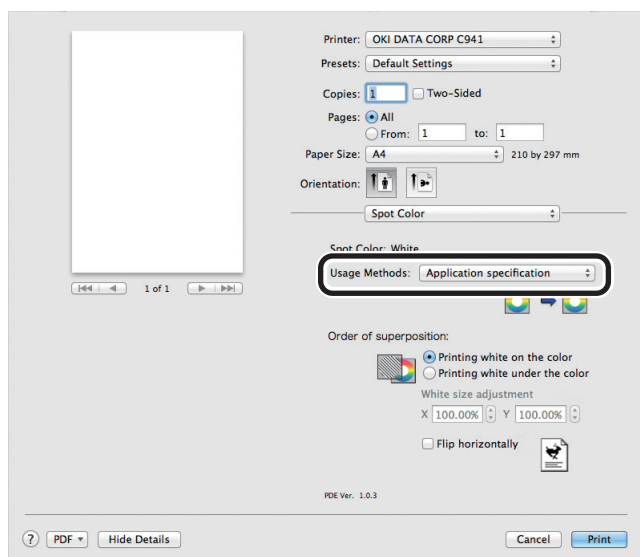 Printer: OKI DATA CORP C941
Presets: Default Settings
Copies: 1 Two-Sided
Pages: All
From: 1 to: 1
Paper Size: A4 210 by 297 mm
Orientation:
Spot Color
Spot Color: White
Usage Methods: Application specification
1 of 1
Order of superposition:
Printing white on the color
Printing white under the color
White size adjustment
X 100.00% Y 100.00%
Flip horizontally
PDE Ver. 1.0.3
? PDF Hide Details Cancel Print